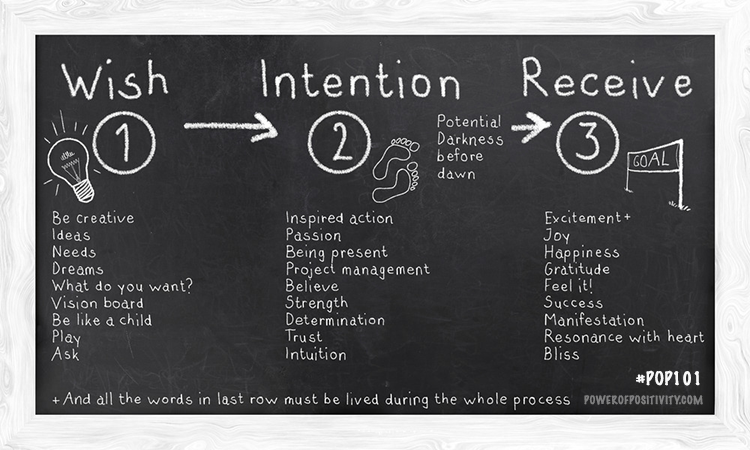 Wish
1
Be creative
Ideas
Needs
Dreams
What do you want?
Vision board
Be like a child
Play
Ask
Intention
2
Potential
Darkness
before
dawn
Inspired action
Passion
Being present
Project management
Believe
Strength
Determination
Trust
Intuition
Receive
3
GOAL
Excitement+
Joy
Happiness
Gratitude
Feel it!
Success
Manifestation
Resonance with heart
Bliss
#POP101
+And all the words in last row must be lived during the whole process
POWEROFPOSITIVITY.COM